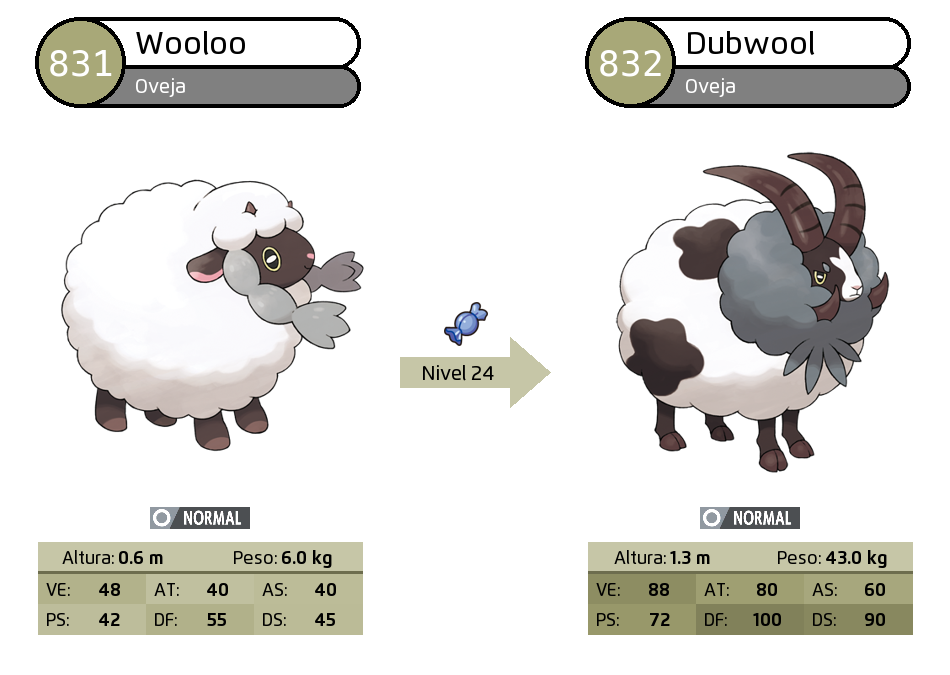 831 Wooloo
Oveja
832 Dubwool
Oveja
Nivel 24
NORMAL
Altura: 0.6 m Peso: 6.0 kg
VE: 48 AT: 40 AS: 40
PS: 42 DF: 55 DS: 45
NORMAL
Altura: 1.3 m Peso: 43.0 kg
VE: 88 AT: 80 AS: 60
PS: 72 DF: 100 DS: 90